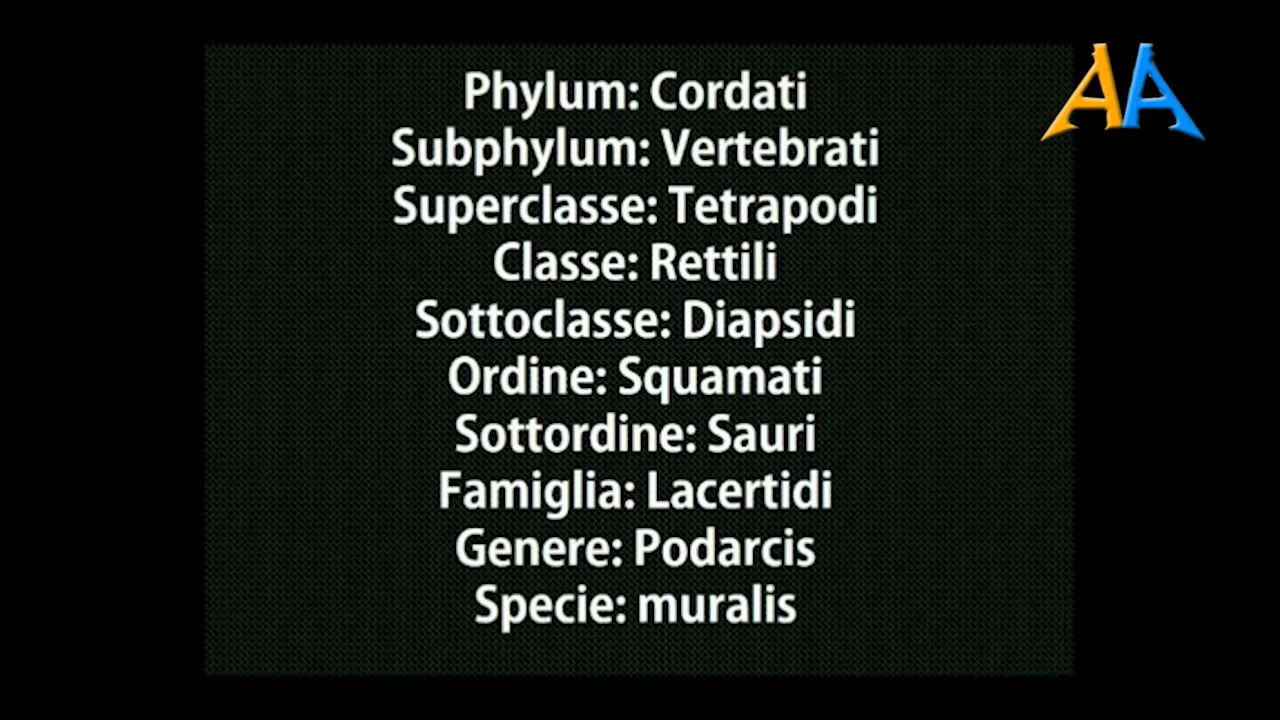 Phylum: Cordati
Subphylum: Vertebrati
Superclasse: Tetrapodi
Classe: Rettili
Sottoclasse: Diapsidi
Ordine: Squamati
Sottordine: Sauri
Famiglia: Lacertidi
Genere: Podarcis
Specie: muralis
AA